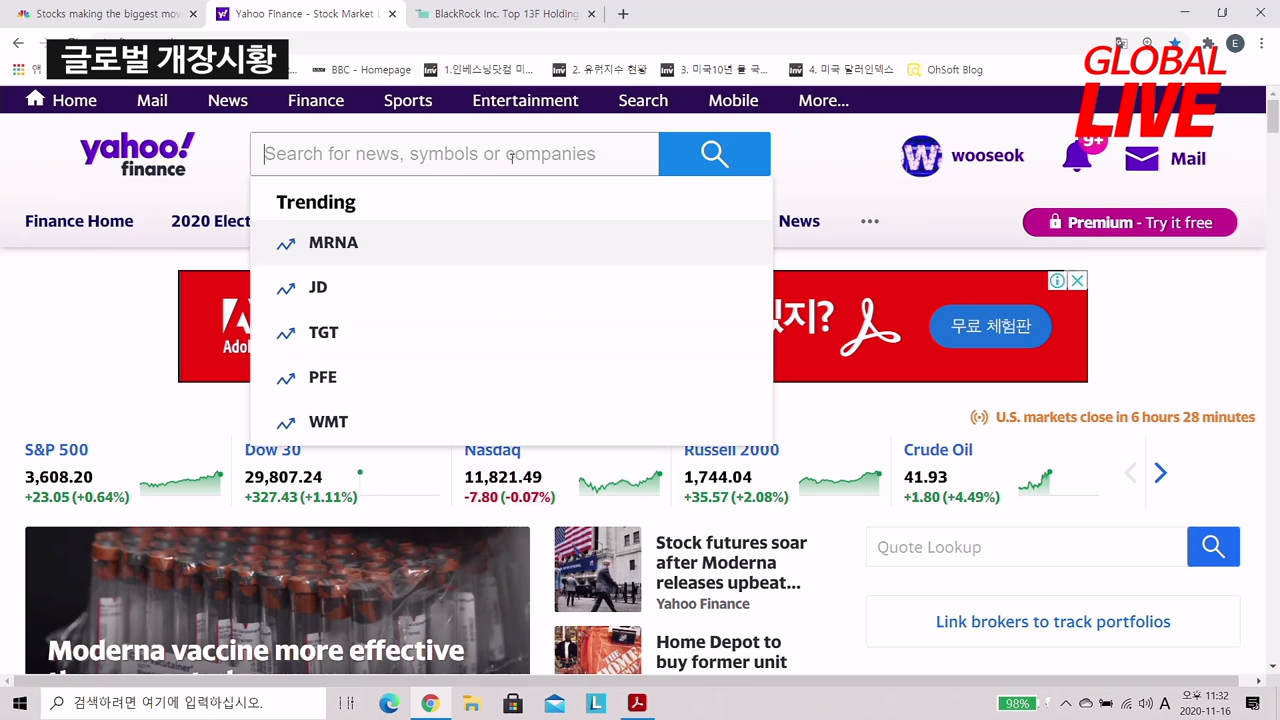 Stocks making the biggest mov
Yahoo Finance - Stock Market L
BlackRock Inc. Top 13F Holding
글로벌 개장시황
BBC - Homepage
1.인베스팅닷컴 미...
2. 유럽지수 현황
3. 미국10년 물 국...
4. 미국 달러인덱스
OhSoft Blog
E
GLOBAL
LIVE
Home
Mail
News
Finance
Sports
Entertainment
Search
Mobile
More...
yahoo!
finance
Search for news, symbols or companies
wooseok
9+
Mail
Trending
MRNA
JD
TGT
PFE
WMT
Finance Home
2020 Elect
News
Premium - Try it free
Adob
있지?
무료 체험판
U.S. markets close in 6 hours 28 minutes
S&P 500
3,608.20
+23.05 (+0.64%)
Dow 30
29,807.24
+327.43 (+1.11%)
Nasdaq
11,821.49
-7.80 (-0.07%)
Russell 2000
1,744.04
+35.57 (+2.08%)
Crude Oil
41.93
+1.80 (+4.49%)
Moderna vaccine more effective
Stock futures soar
after Moderna
releases upbeat...
Yahoo Finance
Home Depot to
buy former unit
Quote Lookup
Link brokers to track portfolios
검색하려면 여기에 입력하십시오.
98%
A
오후 11:32
2020-11-16